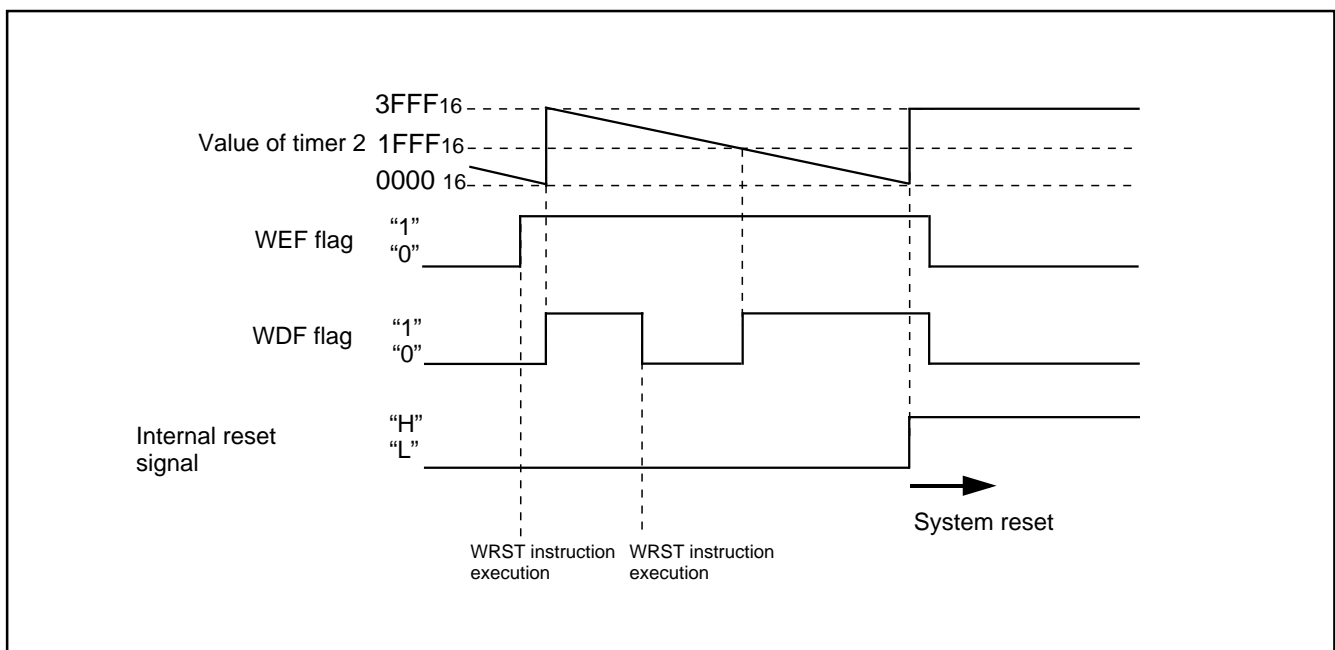 3FFF16
Value of timer 2 1FFF16
0000 16
WEF flag “1”
“0”
WDF flag “1”
“0”
Internal reset signal “H”
“L”
System reset
WRST instruction execution
WRST instruction execution